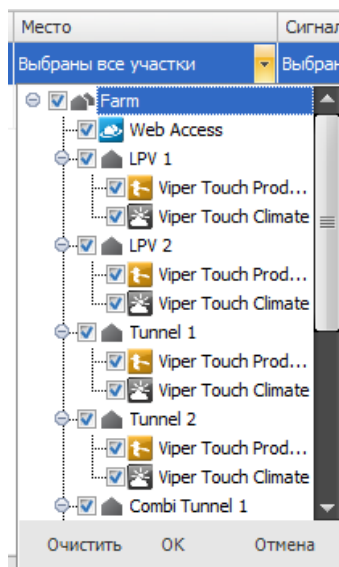 Место Сигнал
Выбраны все участки Выбран
Farm
Web Access
LPV 1
Viper Touch Prod...
Viper Touch Climate
LPV 2
Viper Touch Prod...
Viper Touch Climate
Tunnel 1
Viper Touch Prod...
Viper Touch Climate
Tunnel 2
Viper Touch Prod...
Viper Touch Climate
Combi Tunnel 1
Очистить ОК Отмена